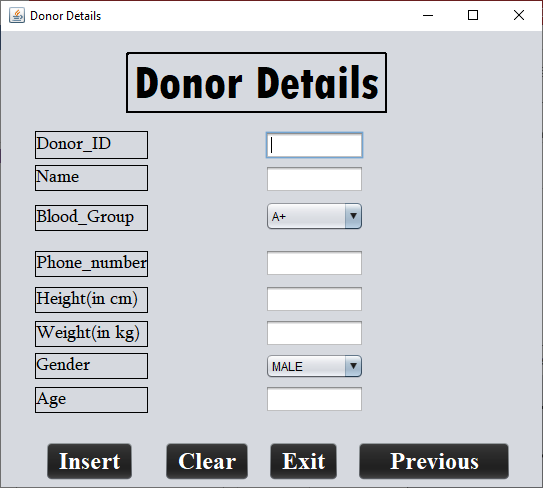 Donor Details
Donor Details
Donor_ID
Name
Blood_Group A+
Phone_number
Height(in cm)
Weight(in kg)
Gender MALE
Age
Insert Clear Exit Previous